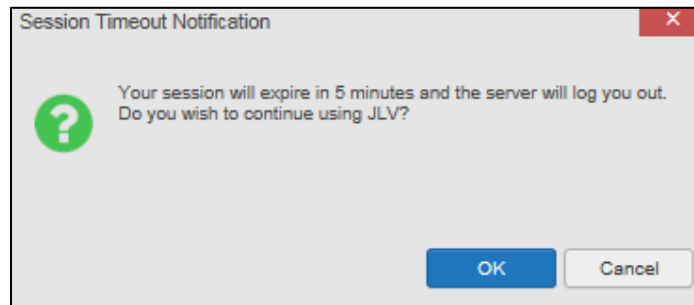 Session Timeout Notification
Your session will expire in 5 minutes and the server will log you out.
Do you wish to continue using JLV?
OK
Cancel